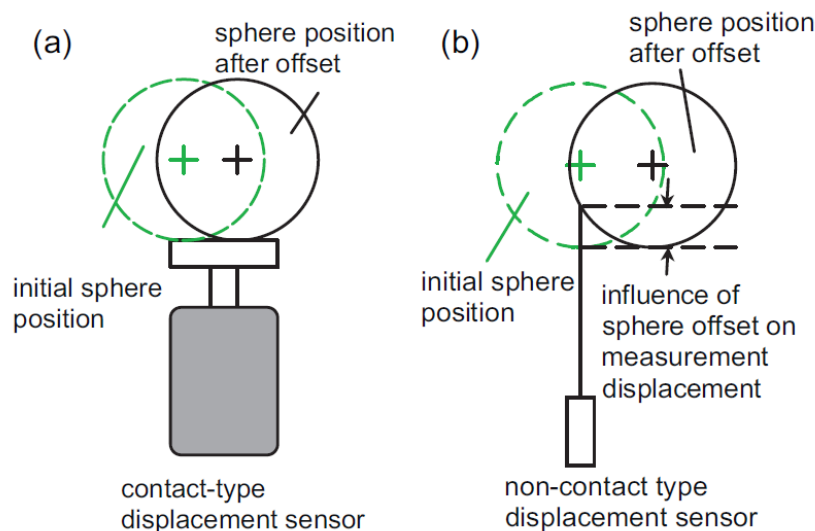 (a)
sphere position
after offset
initial sphere
position
contact-type
displacement sensor
(b)
sphere position
after offset
initial sphere
position
influence of
sphere offset on
measurement
displacement
non-contact type
displacement sensor